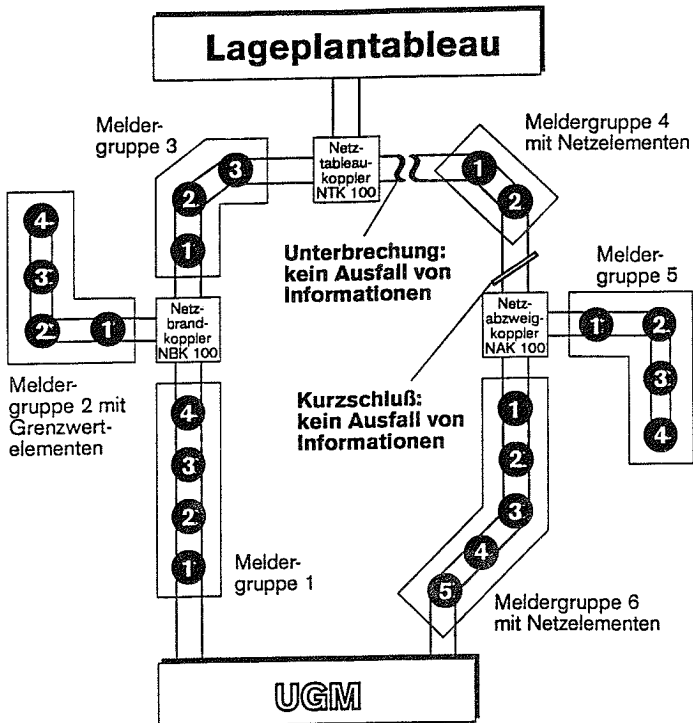 Lageplantableau
Melder-
gruppe 3
3
2
1
Netz-
tableau-
koppler
NTK 100
Meldergruppe 4
mit Netzelementen
1
2
Unterbrechung:
kein Ausfall von
Informationen
4
3
2
1
Netz-
brand-
koppler
NBK 100
Melder-
gruppe 2 mit
Grenzwert-
elementen
Netz-
abzweig-
koppler
NAK 100
Melder-
gruppe 5
1
2
3
4
Kurzschluß:
kein Ausfall von
Informationen
4
3
2
1
Melder-
gruppe 1
1
2
3
4
5
Meldergruppe 6
mit Netzelementen
UGM